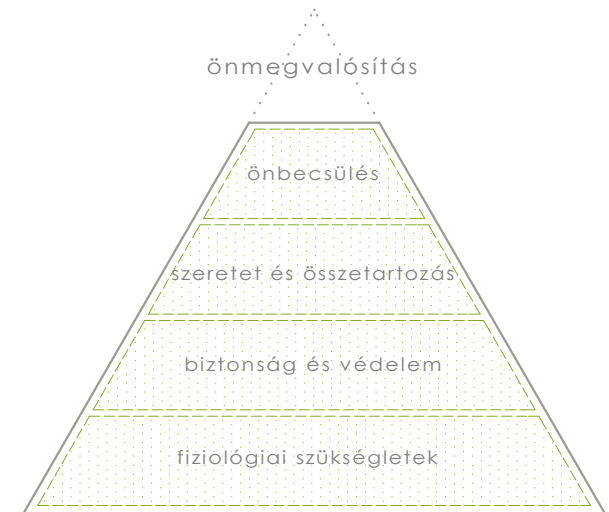 önmegvalósítás
önbecsülés
szeretet és összetartozás
biztonság és védelem
fiziológiai szükségletek